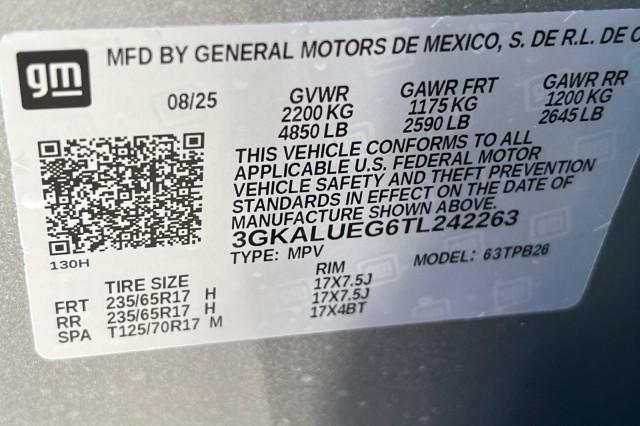 gm
MFD BY GENERAL MOTORS DE MEXICO, S. DE R.L. DE C
08/25 GVWR GAWR FRT GAWR RR
2200 KG 1175 KG 1200 KG
4850 LB 2590 LB 2645 LB
THIS VEHICLE CONFORMS TO ALL
APPLICABLE U.S. FEDERAL MOTOR
VEHICLE SAFETY AND THEFT PREVENTION
STANDARDS IN EFFECT ON THE DATE OF
MANUFACTURE SHOWN ABOVE.
3GKALUEG6TL242263
TYPE: MPV MODEL: 63TPB26
130H
TIRE SIZE RIM
FRT 235/65R17 H 17X7.5J
RR 235/65R17 H 17X7.5J
SPA T125/70R17 M 17X4BT